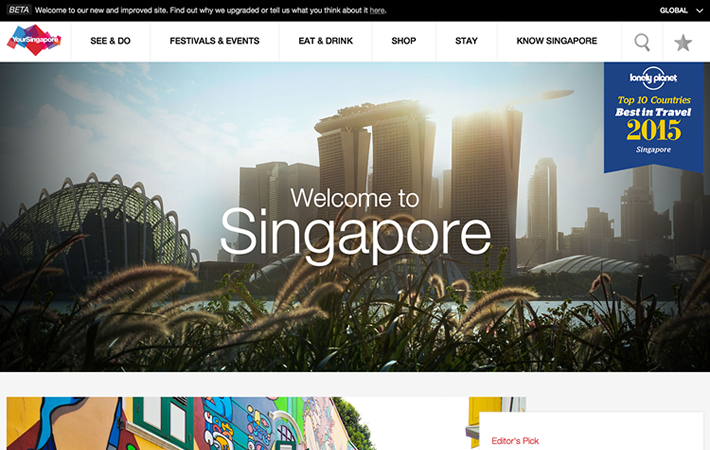 BETA Welcome to our new and improved site. Find out why we upgraded or tell us what you think about it here.
GLOBAL
YourSingapore
SEE & DO
FESTIVALS & EVENTS
EAT & DRINK
SHOP
STAY
KNOW SINGAPORE
lonely planet
Top 10 Countries
Best in Travel
2015
Singapore
Welcome to
Singapore
Editor's Pick